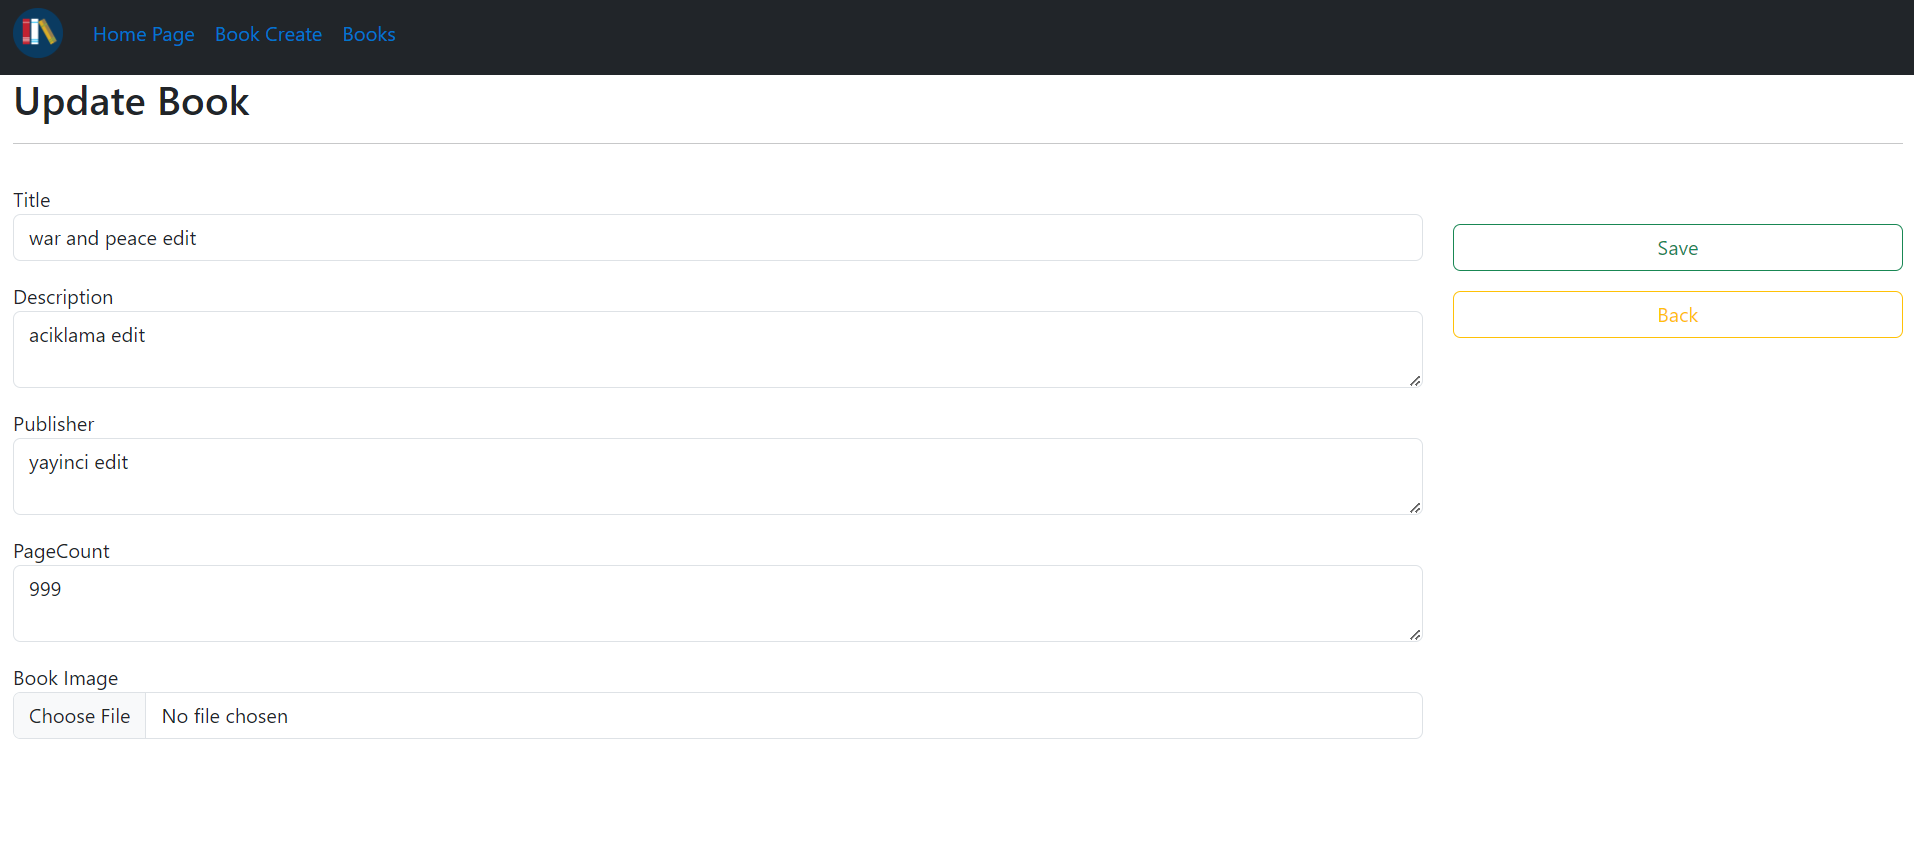 Home Page Book Create Books
Update Book
Title
war and peace edit
Save
Description
aciklama edit
Back
Publisher
yayinci edit
PageCount
999
Book Image
Choose File No file chosen